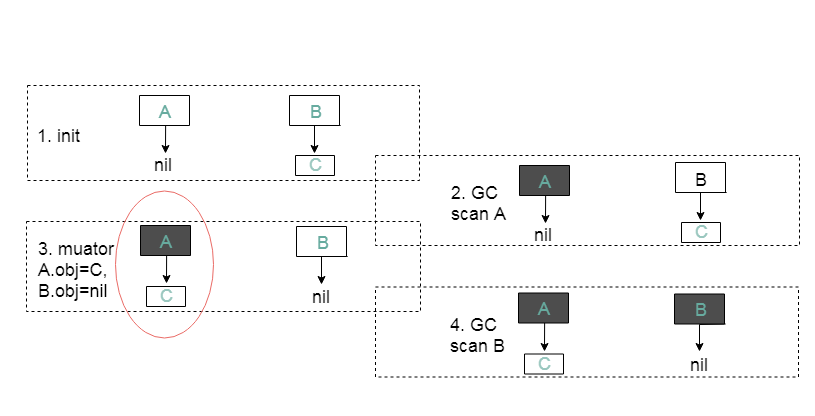 A
B
1. init
nil
C
2. GC
scan A
A
B
nil
C
3. muator
A.obj=C,
B.obj=nil
A
B
C
nil
4. GC
scan B
A
B
C
nil